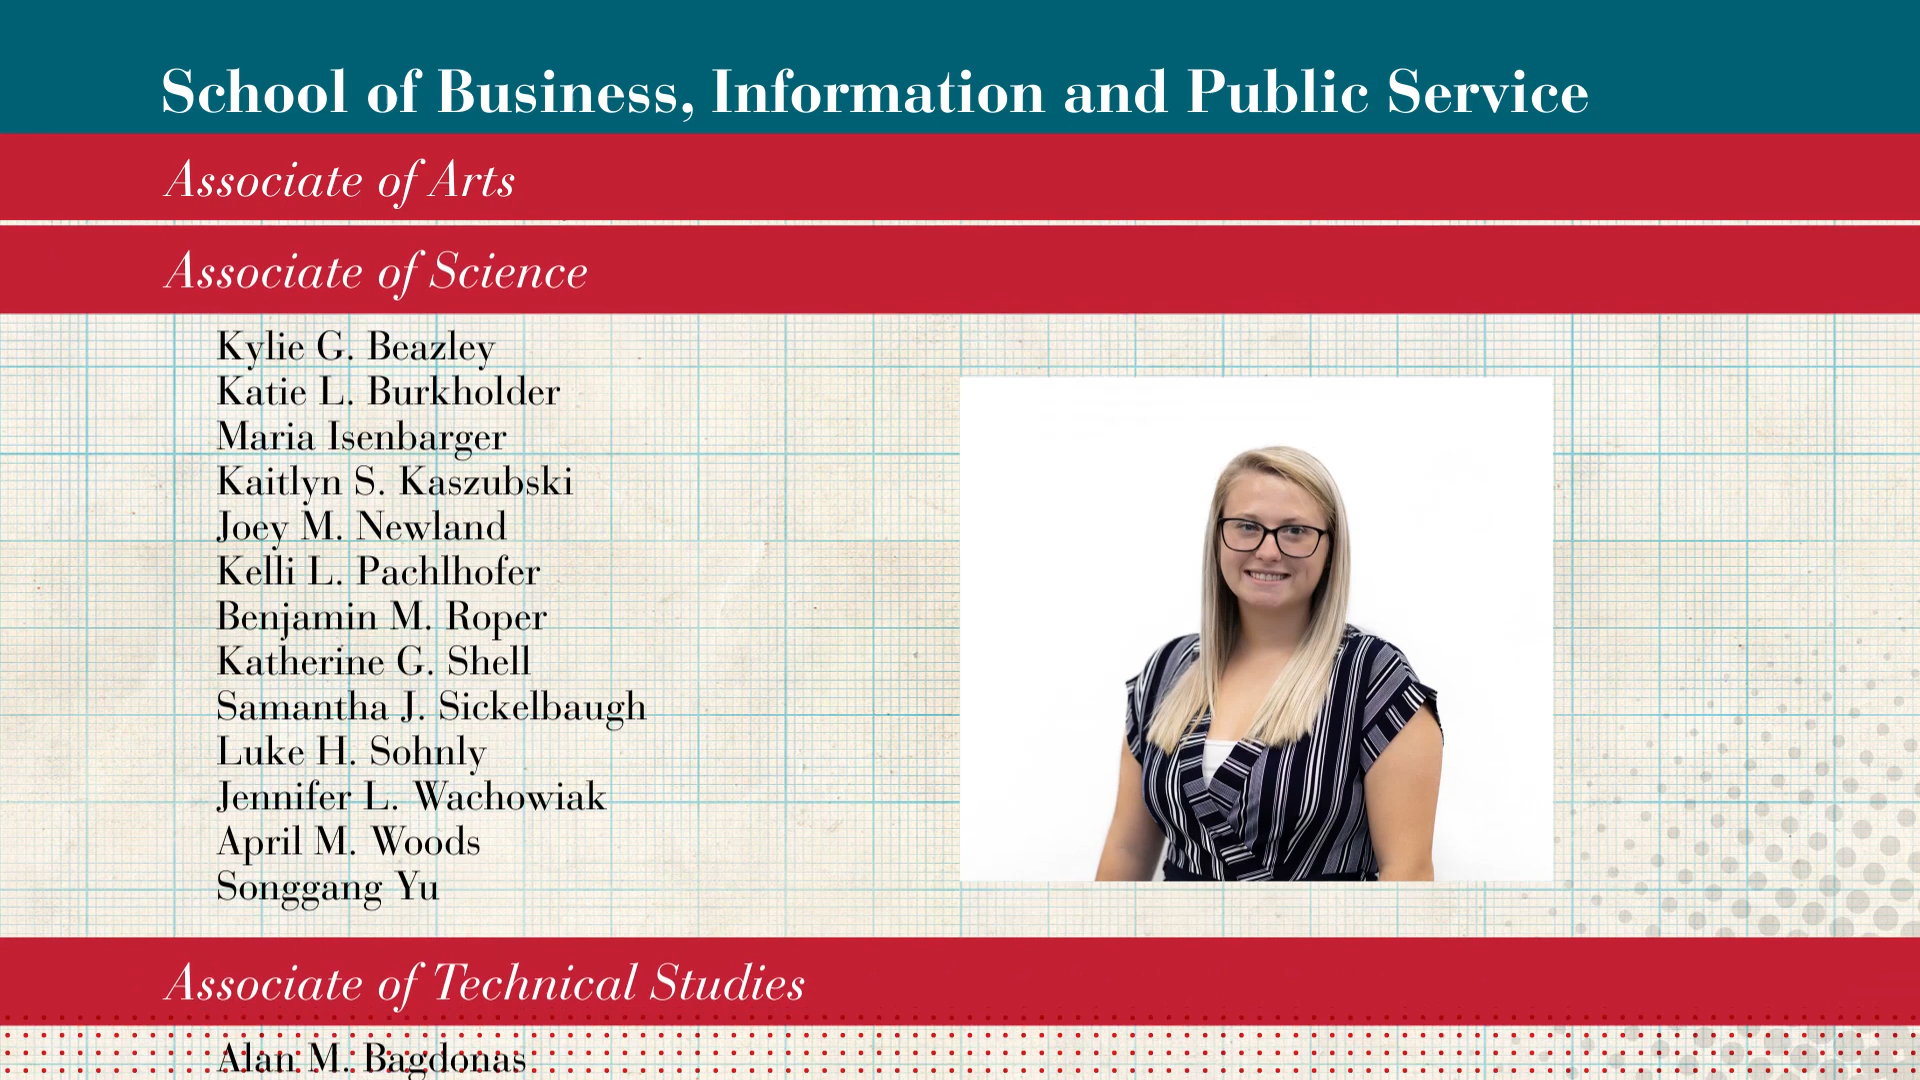 School of Business, Information and Public Service
Associate of Arts
Associate of Science
Kylie G. Beazley
Katie L. Burkholder
Maria Isenbarger
Kaitlyn S. Kaszubski
Joey M. Newland
Kelli L. Pachlhofer
Benjamin M. Roper
Katherine G. Shell
Samantha J. Sickelbaugh
Luke H. Sohnly
Jennifer L. Wachowiak
April M. Woods
Songgang Yu
Associate of Technical Studies
Alan M. Bagdonas